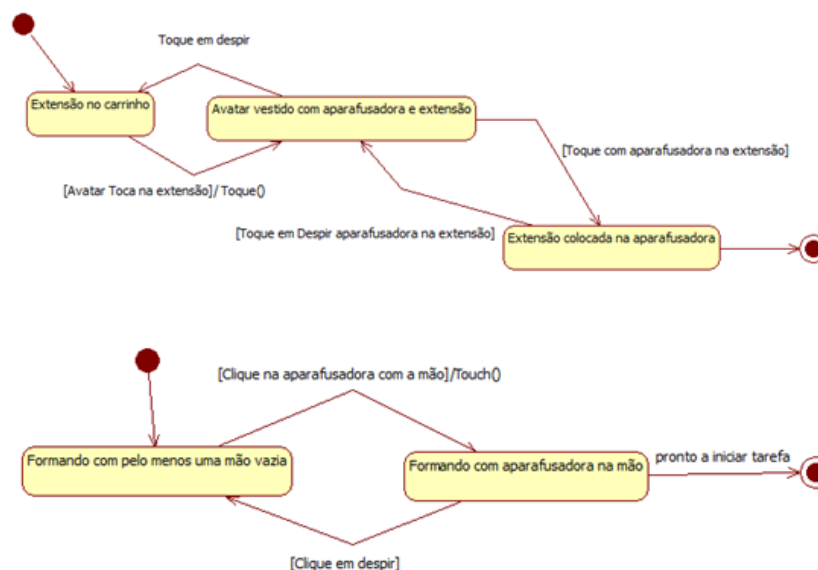 Toque em despir
Extensão no carrinho
Avatar vestido com aparafusadora e extensão
[Toque com aparafusadora na extensão]
[Avatar Toca na extensão]/ Toque()
[Toque em Despir aparafusadora na extensão]
Extensão colocada na aparafusadora
[Clique na aparafusadora com a mão]/Touch()
Formando com pelo menos uma mão vazia
Formando com aparafusadora na mão
pronto a iniciar tarefa
[Clique em despir]